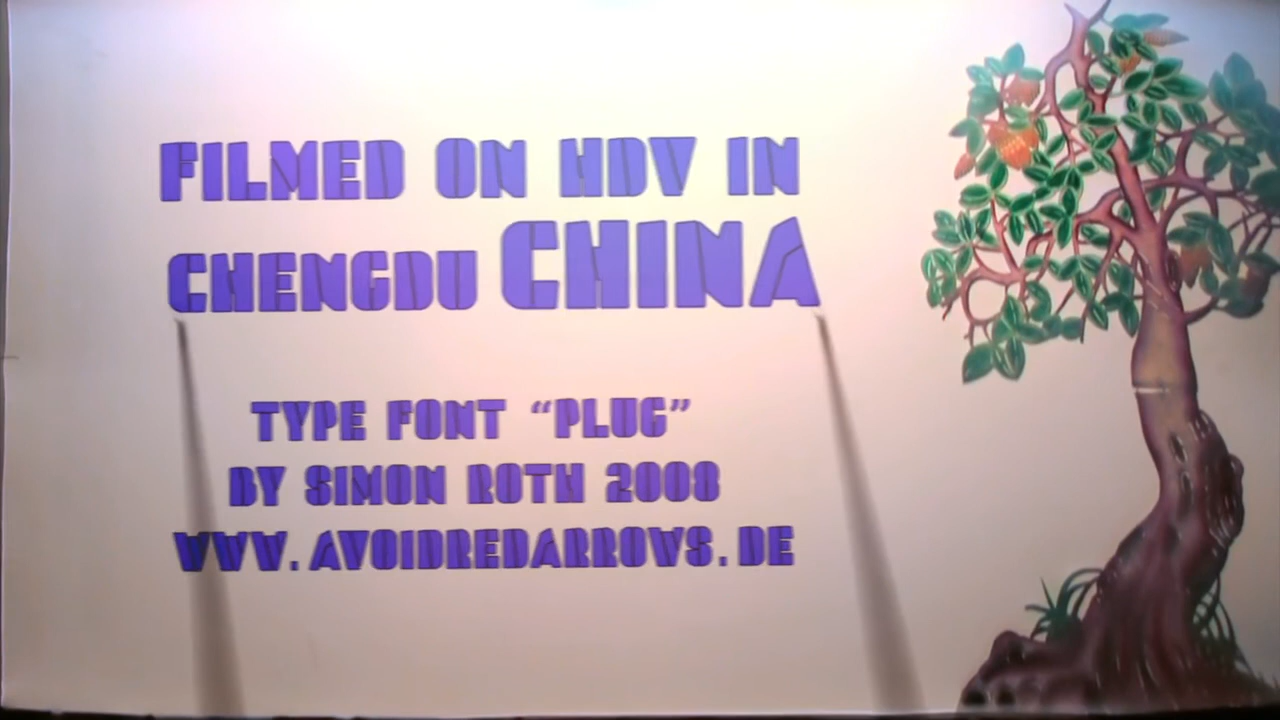 FILMED ON HDV IN
CHENGDU CHINA
TYPE FONT “PLUG”
BY SIMON ROTH 2008
WWW.AVOIDREDARROWS.DE